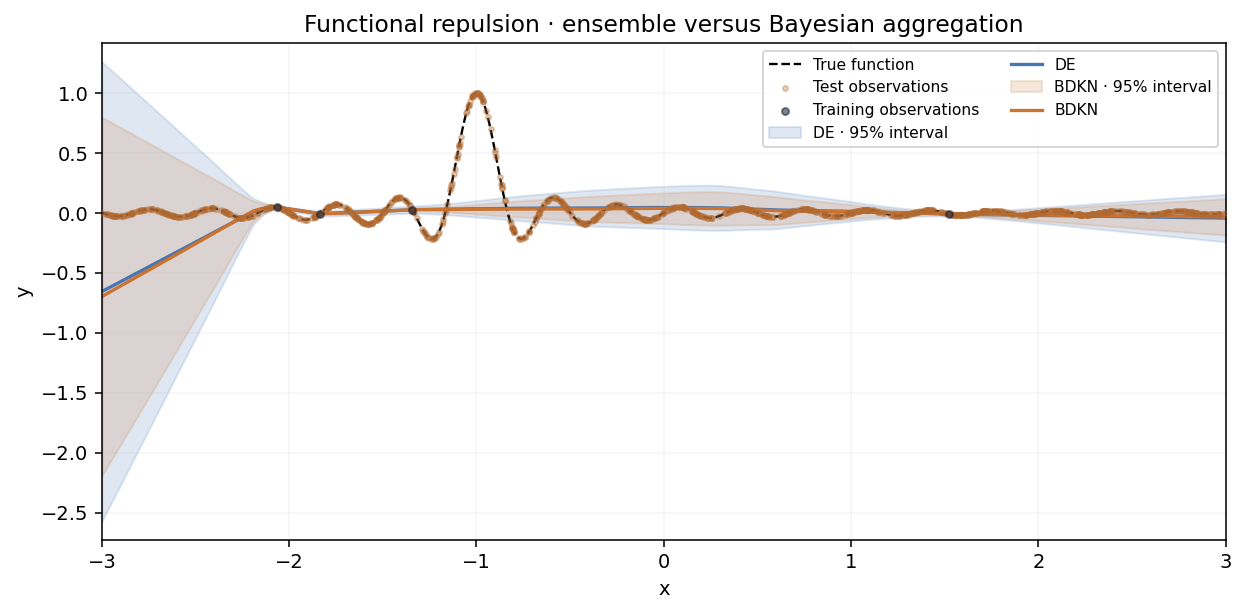 Functional repulsion · ensemble versus Bayesian aggregation
True function
Test observations
Training observations
DE · 95% interval
DE
BDKN · 95% interval
BDKN
1.0
0.5
0.0
−0.5
−1.0
−1.5
−2.0
−2.5
y
−3
−2
−1
0
1
2
3
x